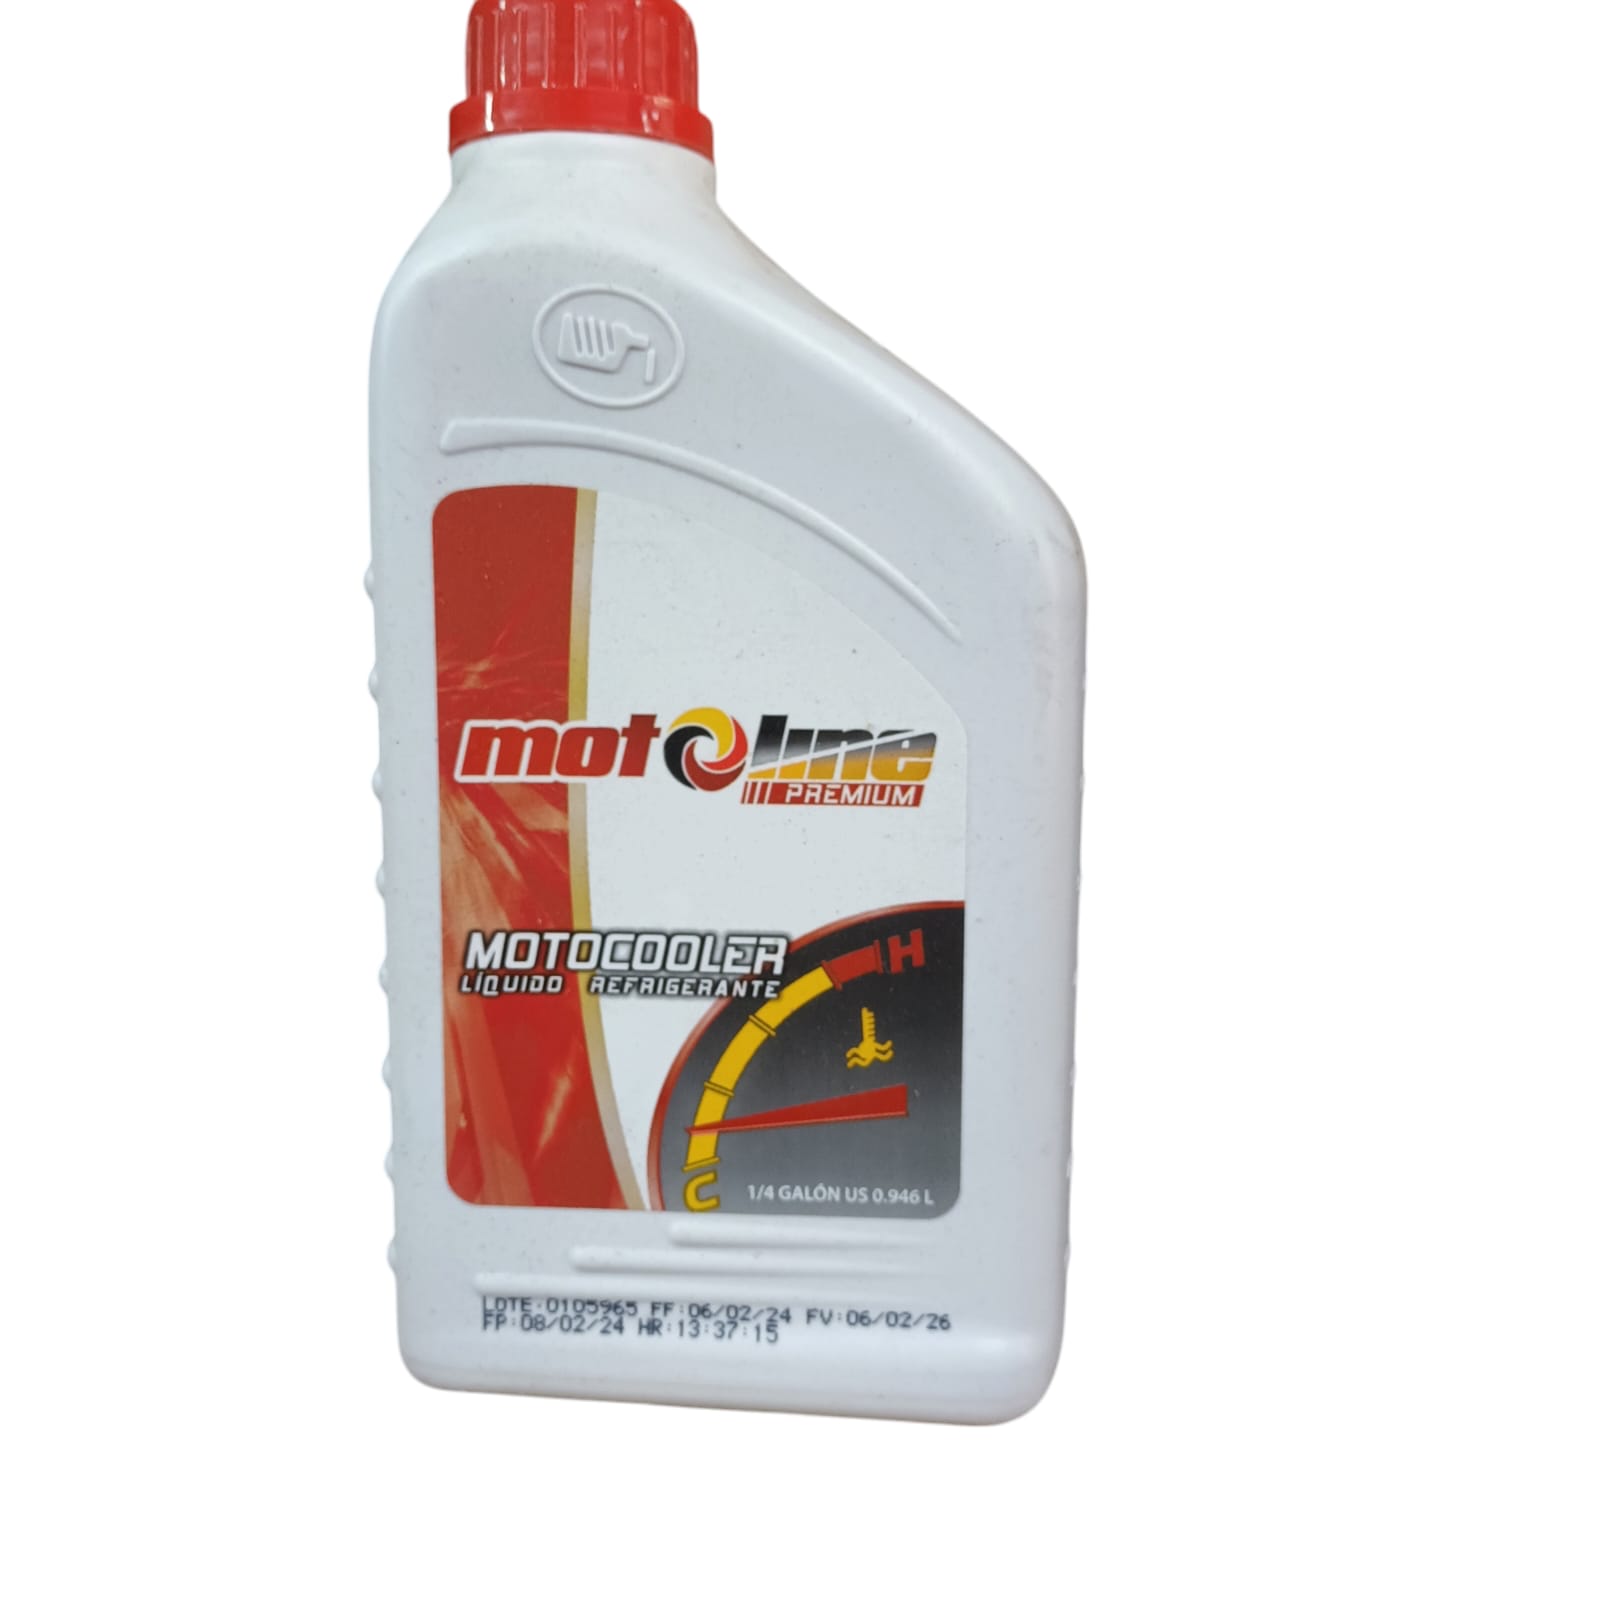 motoline
PREMIUM
MOTOCOOLER
LÍQUIDO REFRIGERANTE
H
C
1/4 GALÓN US 0.946 L
LOTE:0105965 FF:06/02/24 FV:06/02/26
FP:08/02/24 HR:13:37:15